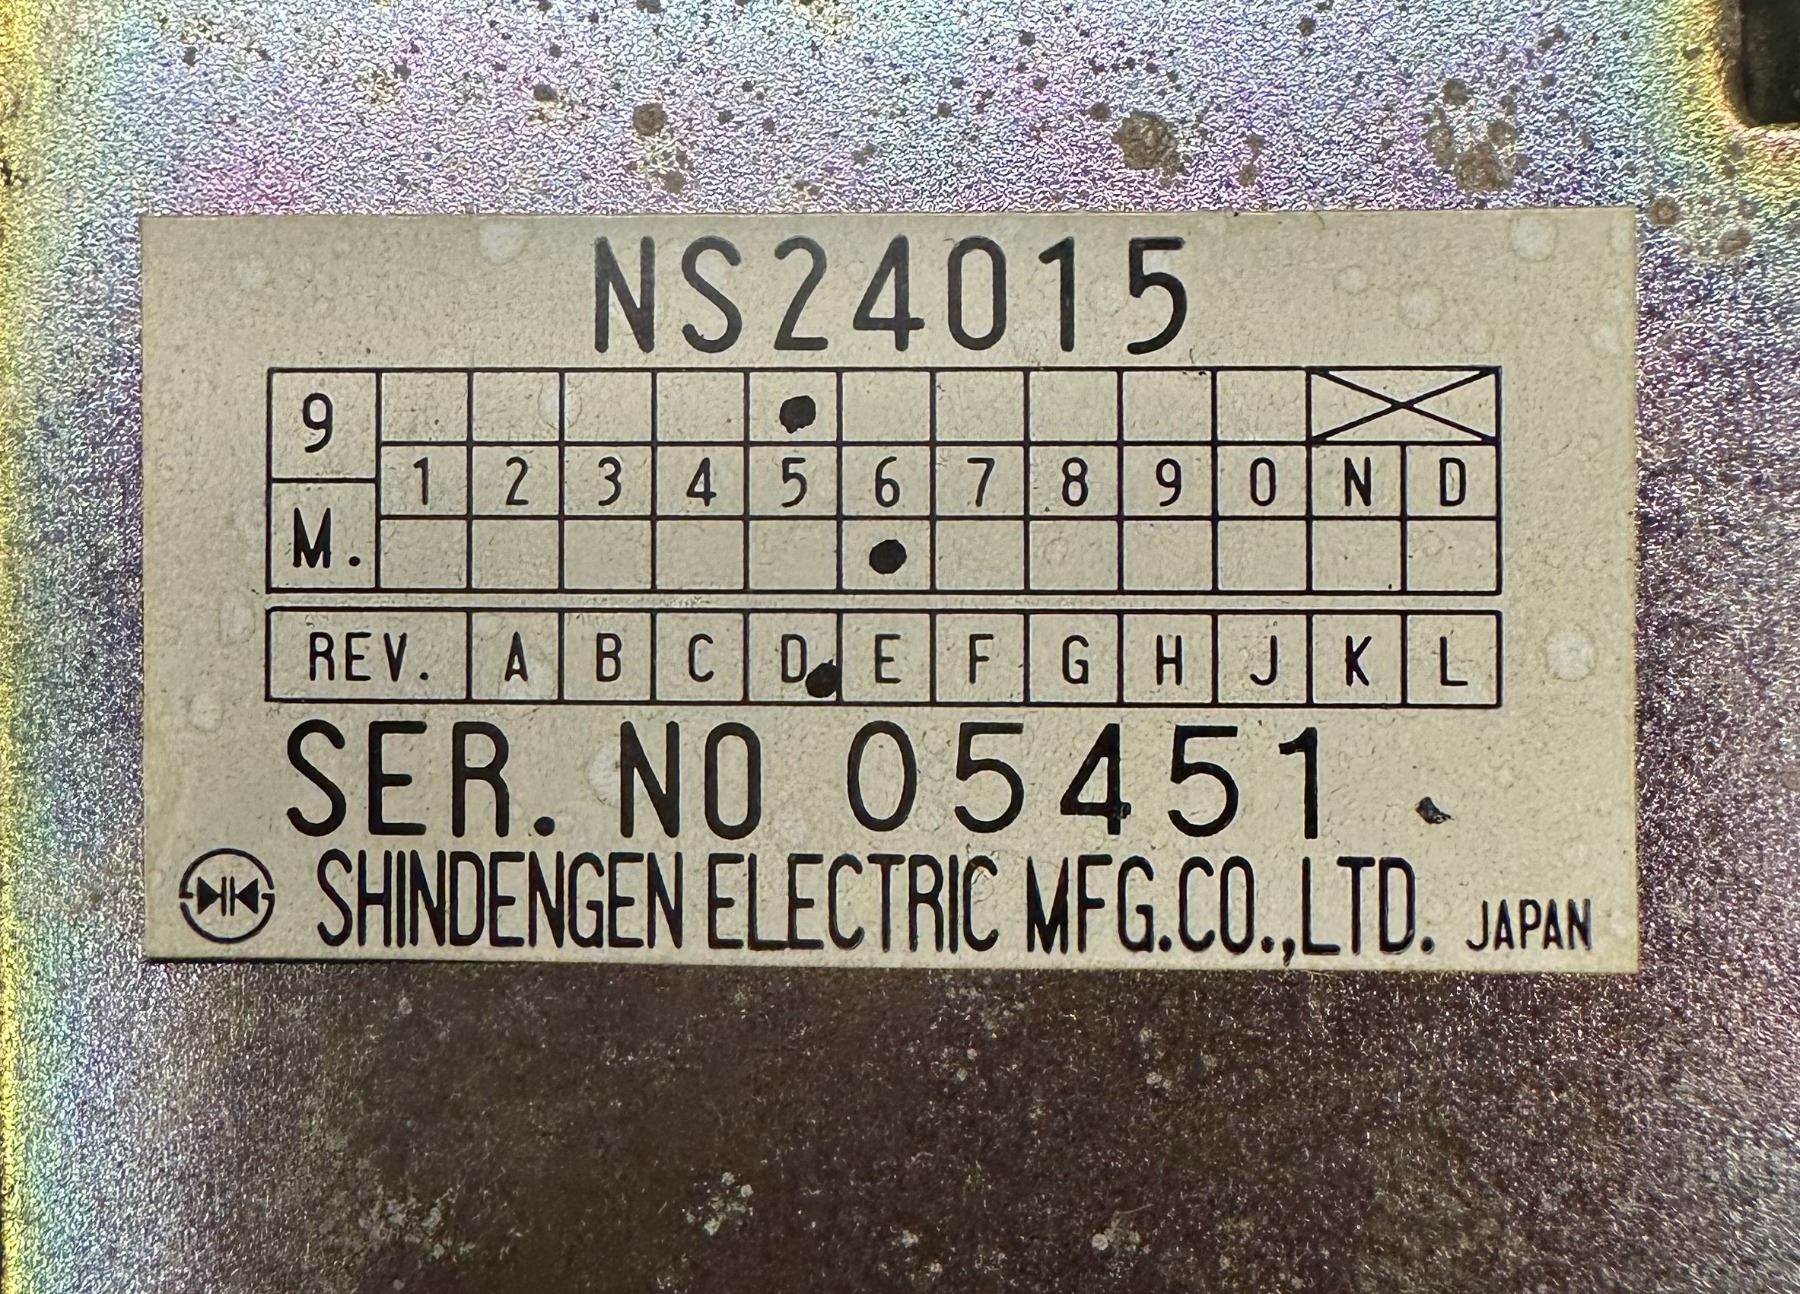 NS24015
9
1 2 3 4 5 6 7 8 9 0 N D
M.
REV. A B C D E F G H J K L
SER. NO 05451
SHINDENGEN ELECTRIC MFG.CO.,LTD. JAPAN